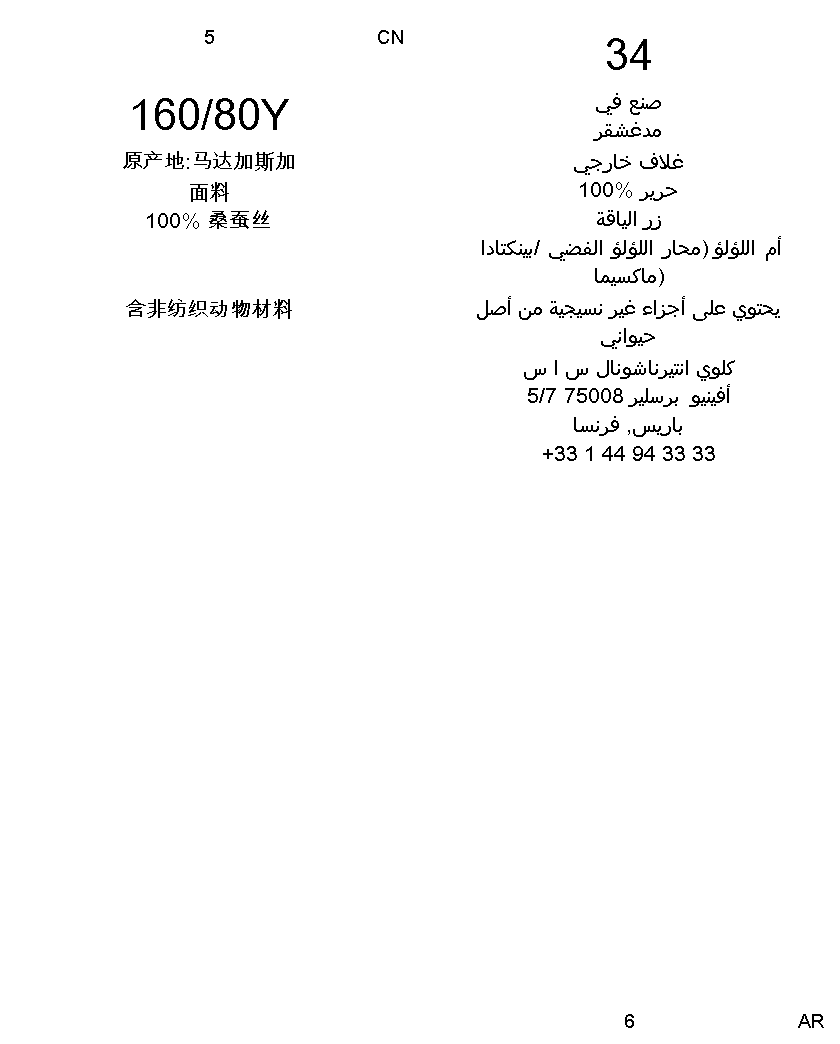 5
CN
160/80Y
原产地:马达加斯加
面料
100% 桑蚕丝
含非纺织动物材料
34
صنع في
مدغشقر
غلاف خارجي
حرير %100
زر الياقة
أم اللؤلؤ (محار اللؤلؤ الفضي /بينكتادا
ماكسيما)
يحتوي على أجزاء غير نسيجية من أصل
حيواني
كلوي انتيرناشونال س ا س
أفينيو برسلير 75008 5/7
باريس, فرنسا
+33 1 44 94 33 33
6
AR